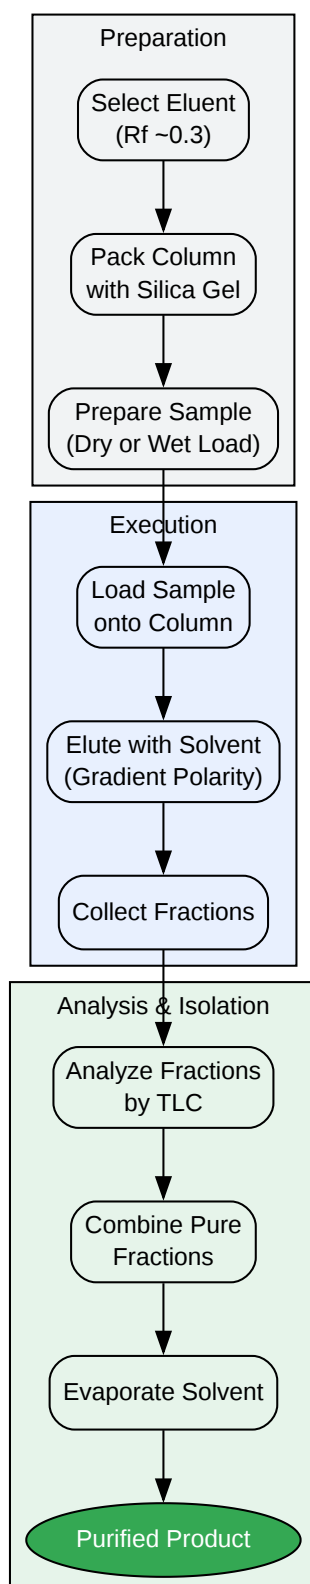 Preparation
Select Eluent
(Rf ~0.3)
Pack Column
with Silica Gel
Prepare Sample
(Dry or Wet Load)
Execution
Load Sample
onto Column
Elute with Solvent
(Gradient Polarity)
Collect Fractions
Analysis & Isolation
Analyze Fractions
by TLC
Combine Pure
Fractions
Evaporate Solvent
Purified Product